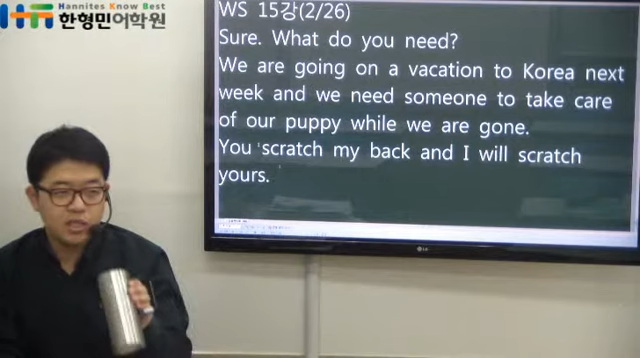 Hannites Know Best
한형민어학원
WS 15강(2/26)
Sure. What do you need?
We are going on a vacation to Korea next
week and we need someone to take care
of our puppy while we are gone.
You scratch my back and I will scratch
yours.
LG